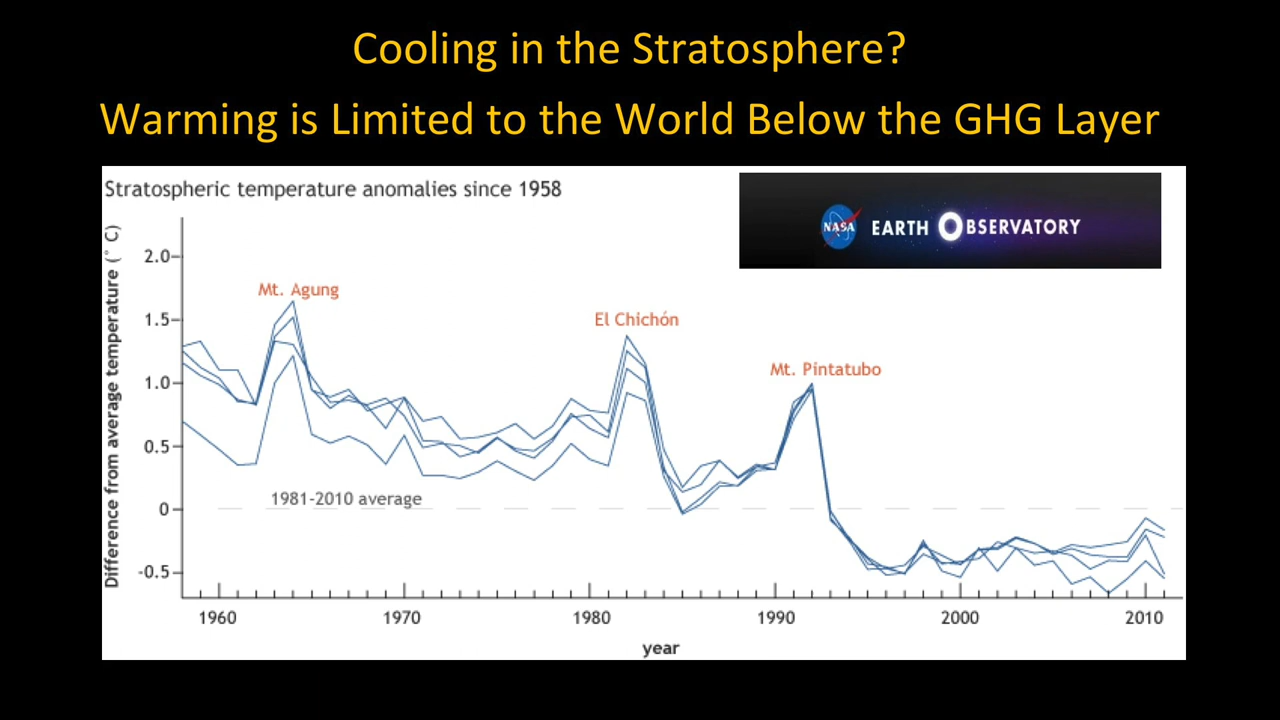 Cooling in the Stratosphere?
Warming is Limited to the World Below the GHG Layer
Stratospheric temperature anomalies since 1958
NASA EARTH OBSERVATORY
Difference from average temperature (˚ C)
2.0
1.5
1.0
0.5
0
-0.5
Mt. Agung
El Chichón
Mt. Pintatubo
1981-2010 average
1960 1970 1980 1990 2000 2010
year